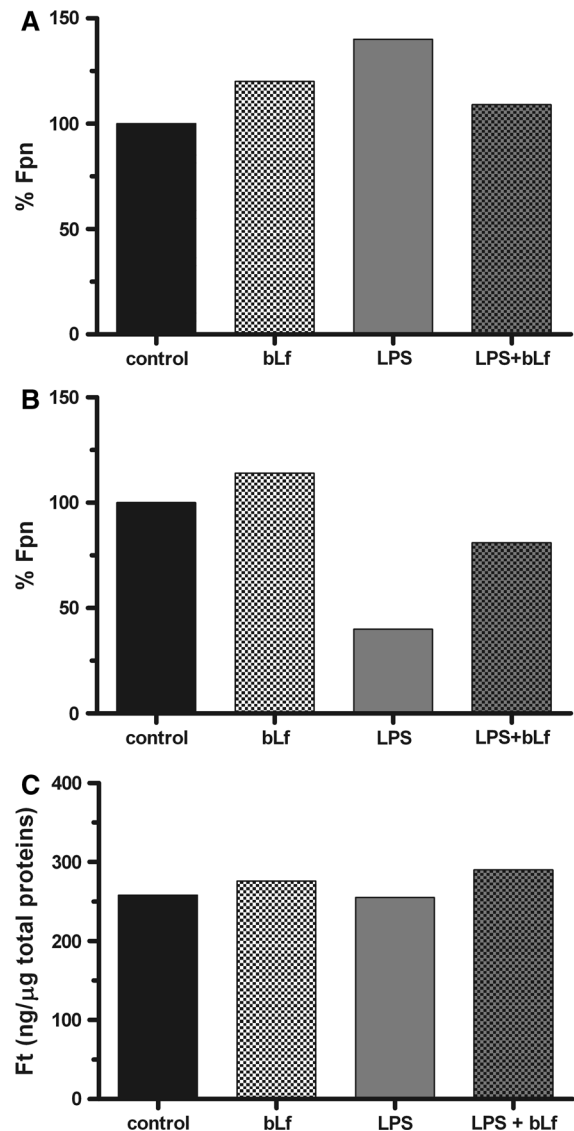 A
150
100
50
0
% Fpn
control bLf LPS LPS+bLf
B
150
100
50
0
% Fpn
control bLf LPS LPS+bLf
C
400
300
200
100
0
Ft (ng/µg total proteins)
control bLf LPS LPS + bLf